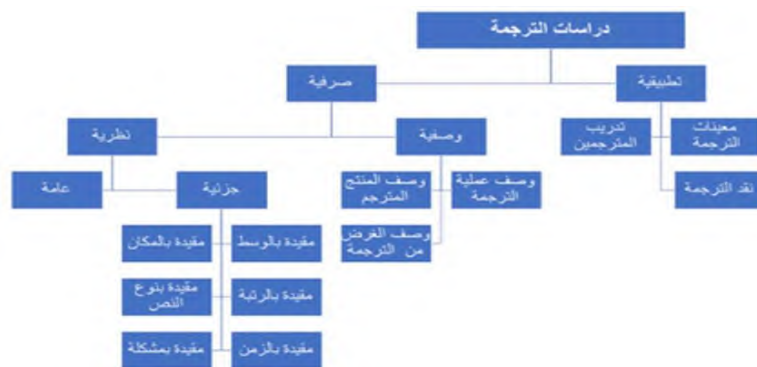 دراسات الترجمة
تطبيقية
صرفية
معينات
الترجمة
تدريب
المترجمين
وصفية
نظرية
نقد الترجمة
وصف عملية
الترجمة
وصف المنتج
المترجم
جزئية
عامة
وصف الغرض
من الترجمة
مقيدة بالوسط
مقيدة بالمكان
مقيدة بالرتبة
مقيدة بنوع
النص
مقيدة بالزمن
مقيدة بمشكلة